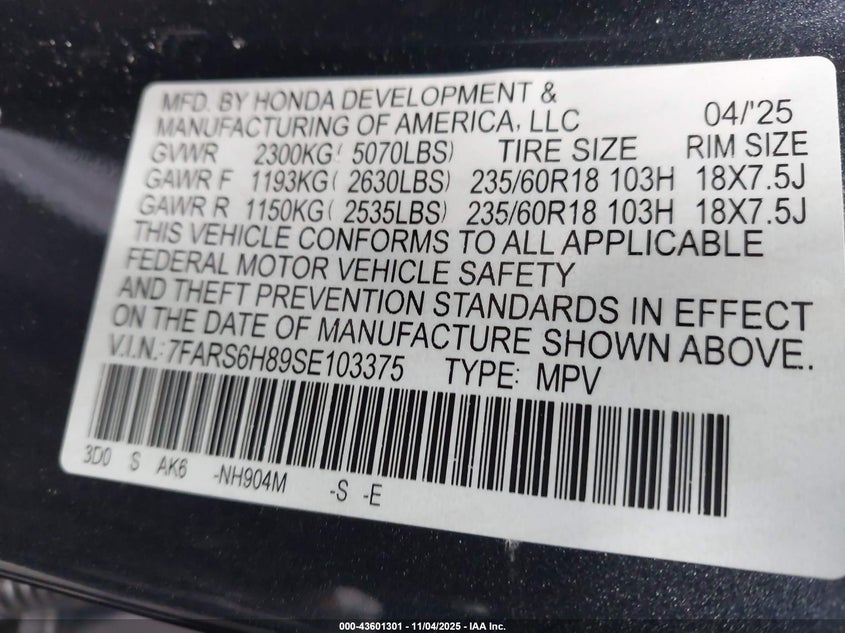 MFD. BY HONDA DEVELOPMENT &
MANUFACTURING OF AMERICA, LLC 04/'25
GVWR 2300KG( 5070LBS) TIRE SIZE RIM SIZE
GAWR F 1193KG( 2630LBS) 235/60R18 103H 18X7.5J
GAWR R 1150KG( 2535LBS) 235/60R18 103H 18X7.5J
THIS VEHICLE CONFORMS TO ALL APPLICABLE
FEDERAL MOTOR VEHICLE SAFETY
AND THEFT PREVENTION STANDARDS IN EFFECT
ON THE DATE OF MANUFACTURE SHOWN ABOVE.
V.I.N.: 7FARS6H89SE103375 TYPE: MPV
3D0 S AK6 -NH904M -S -E
000-43601301 - 11/04/2025 - IAA Inc.